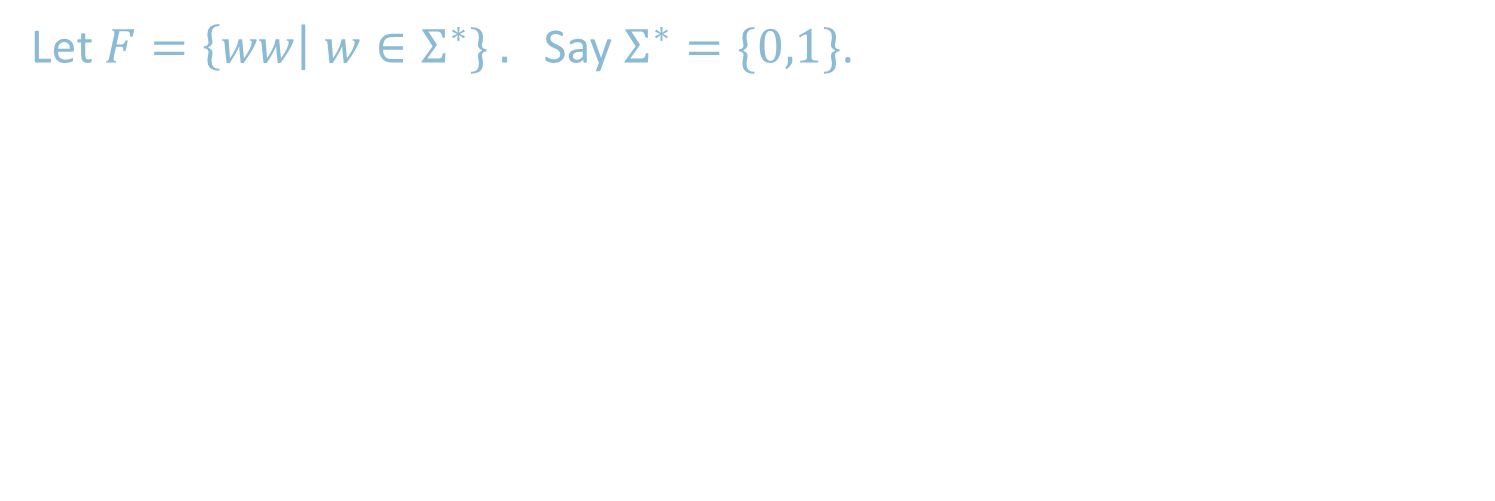 Let 𝐹 = {𝑤𝑤| 𝑤 ∈ Σ*} . Say Σ* = {0,1}.